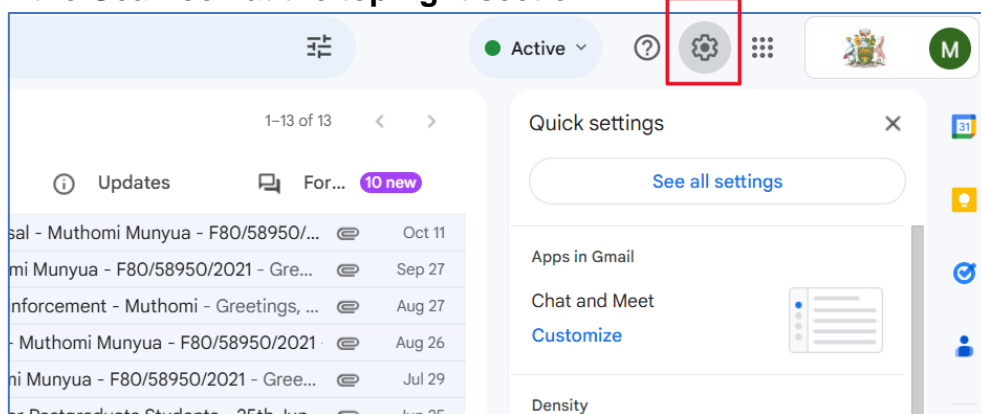 Active
M
1–13 of 13
Quick settings
31
See all settings
Updates
For... 10 new
sal - Muthomi Munyua - F80/58950/... Oct 11
mi Munyua - F80/58950/2021 - Gre... Sep 27
Apps in Gmail
nforcement - Muthomi - Greetings, ... Aug 27
Chat and Meet
- Muthomi Munyua - F80/58950/2021 Aug 26
Customize
ni Munyua - F80/58950/2021 - Gree... Jul 29
Density